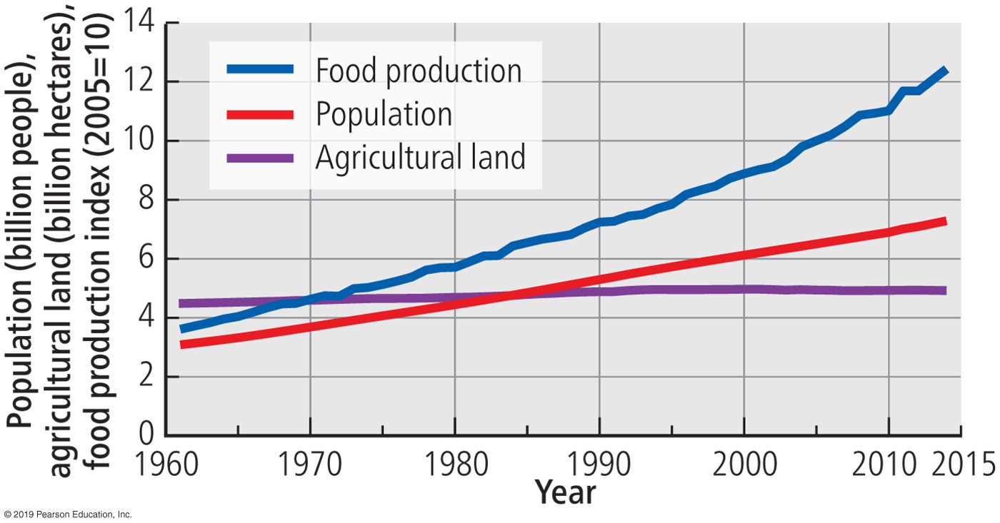 Population (billion people),
agricultural land (billion hectares),
food production index (2005=10)
14
12
10
8
6
4
2
0
Food production
Population
Agricultural land
1960 1970 1980 1990 2000 2010 2015
Year
© 2019 Pearson Education, Inc.